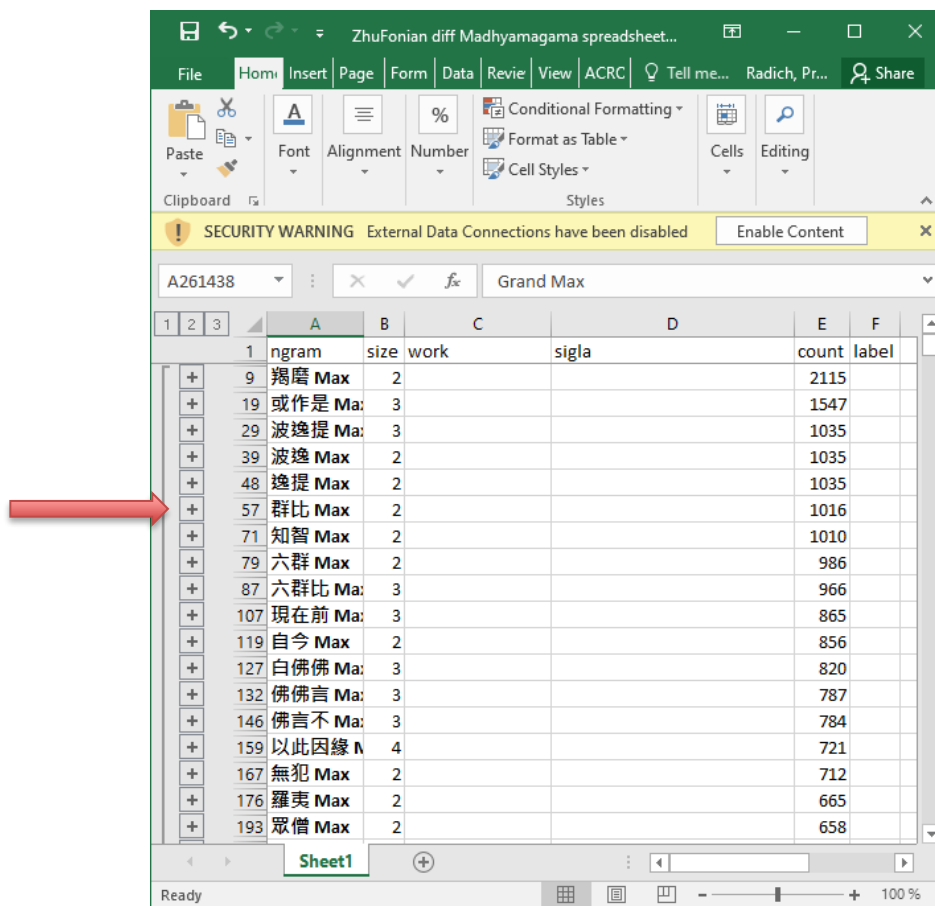 ZhuFonian diff Madhyamagama spreadsheet...
File Home Insert Page Form Data Revie View ACRC Tell me... Radich, Pr... Share
Paste Font Alignment Number Conditional Formatting Cells Editing
Format as Table
Cell Styles
Clipboard Styles
SECURITY WARNING External Data Connections have been disabled Enable Content
A261438 fx Grand Max
1 2 3 A B C D E F
1 ngram size work sigla count label
9 羯磨 Max 2 2115
19 或作是 Max 3 1547
29 波逸提 Max 3 1035
39 波逸 Max 2 1035
48 逸提 Max 2 1035
57 群比 Max 2 1016
71 知智 Max 2 1010
79 六群 Max 2 986
87 六群比 Max 3 966
107 現在前 Max 3 865
119 自今 Max 2 856
127 白佛佛 Max 3 820
132 佛佛言 Max 3 787
146 佛言不 Max 3 784
159 以此因緣 M 4 721
167 無犯 Max 2 712
176 羅夷 Max 2 665
193 眾僧 Max 2 658
Sheet1
Ready 100 %